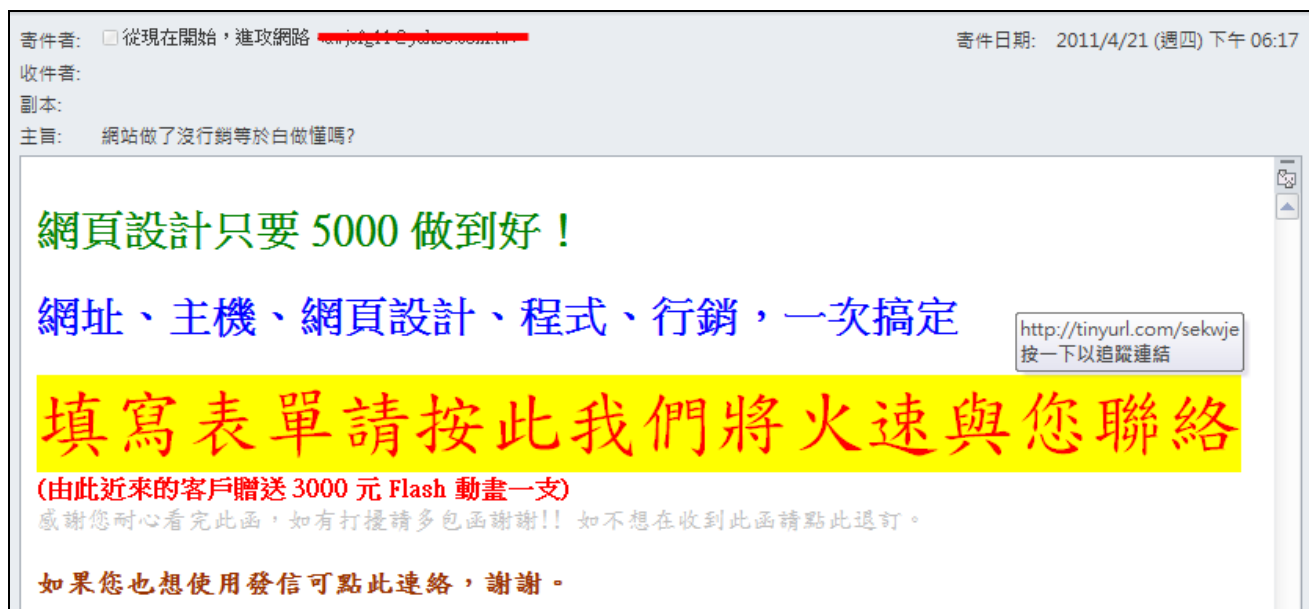 寄件者: 從現在開始，進攻網路
寄件日期: 2011/4/21 (週四) 下午 06:17
收件者:
副本:
主旨: 網站做了沒行銷等於白做懂嗎?
網頁設計只要 5000 做到好！
網址、主機、網頁設計、程式、行銷，一次搞定
http://tinyurl.com/sekwje
按一下以追蹤連結
填寫表單請按此我們將火速與您聯絡
(由此近來的客戶贈送 3000 元 Flash 動畫一支)
感謝您耐心看完此函，如有打擾請多包函謝謝!! 如不想在收到此函請點此退訂。
如果您也想使用發信可點此連絡，謝謝。